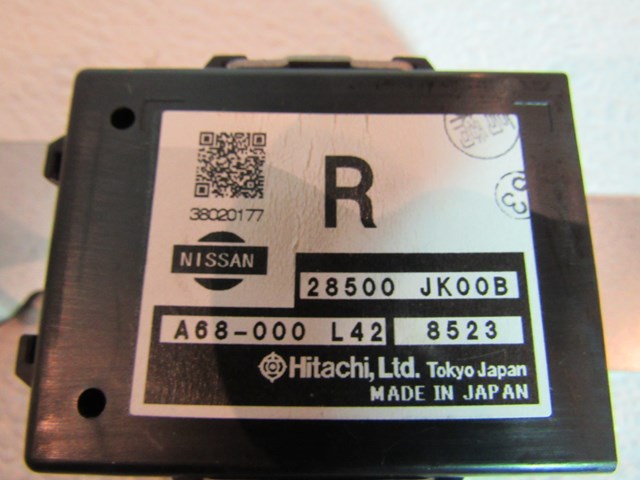 38020177
R
NISSAN
28500 JK00B
A68-000 L42 8523
Hitachi, Ltd. Tokyo Japan
MADE IN JAPAN